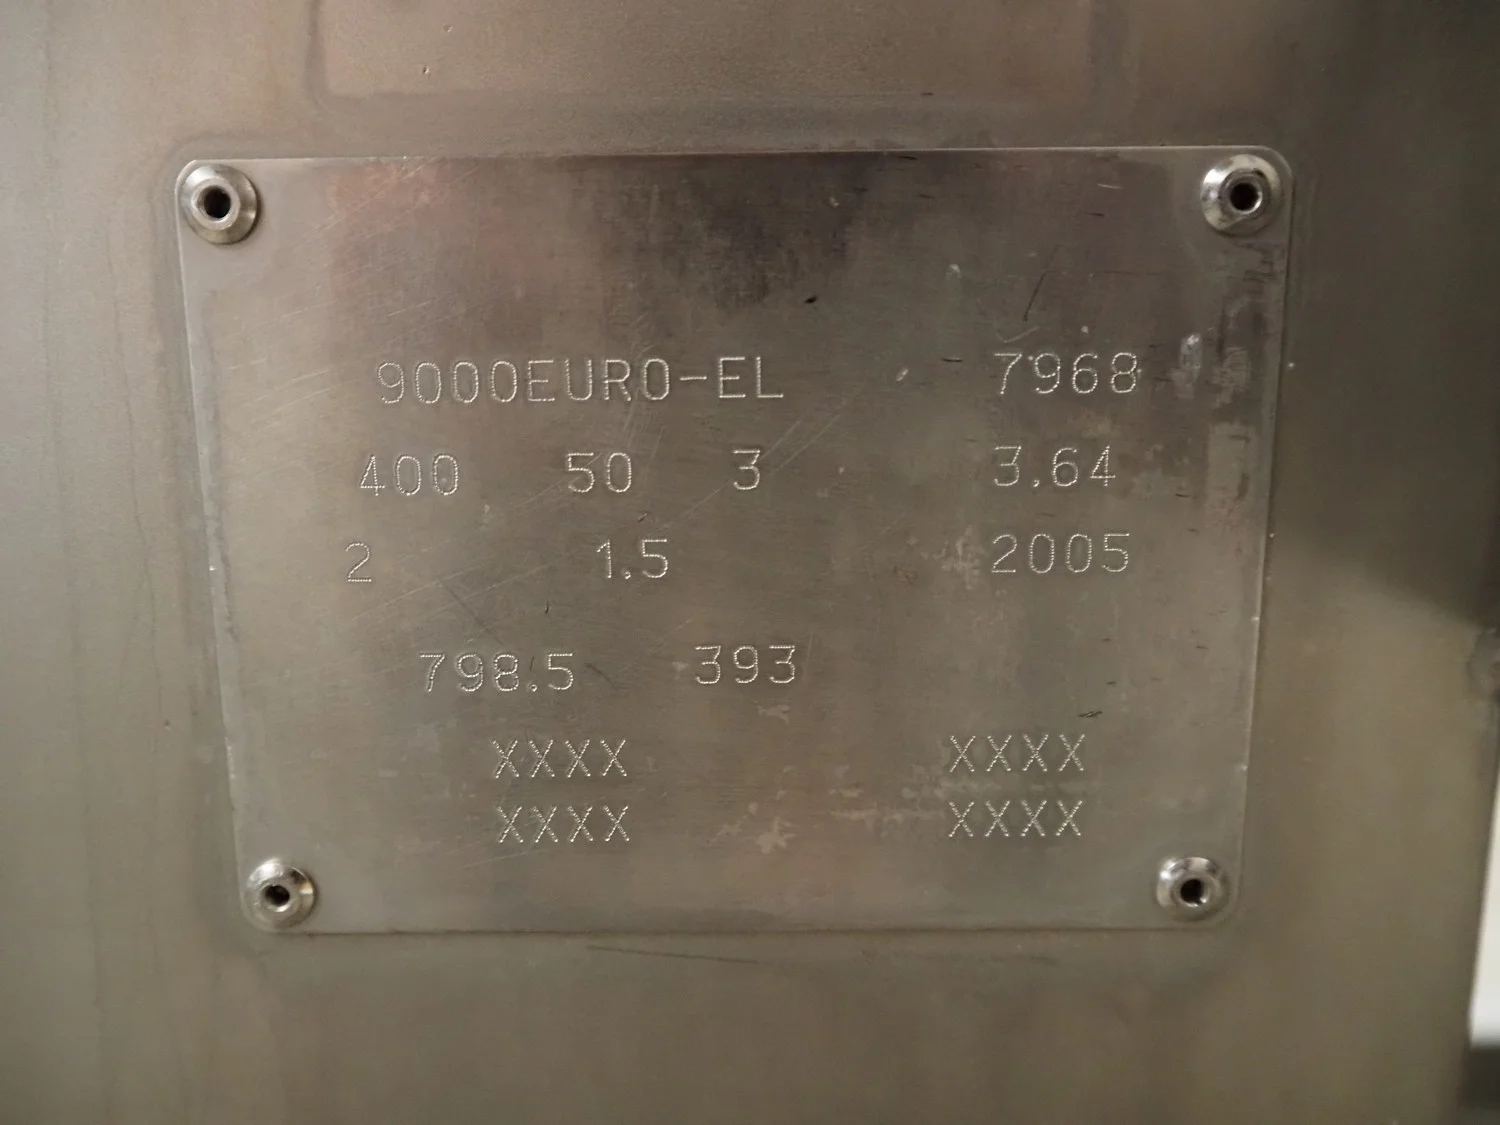 9000EURO-EL 7968
400 50 3 3.64
2 1.5 2005
798.5 393
XXXX XXXX
XXXX XXXX